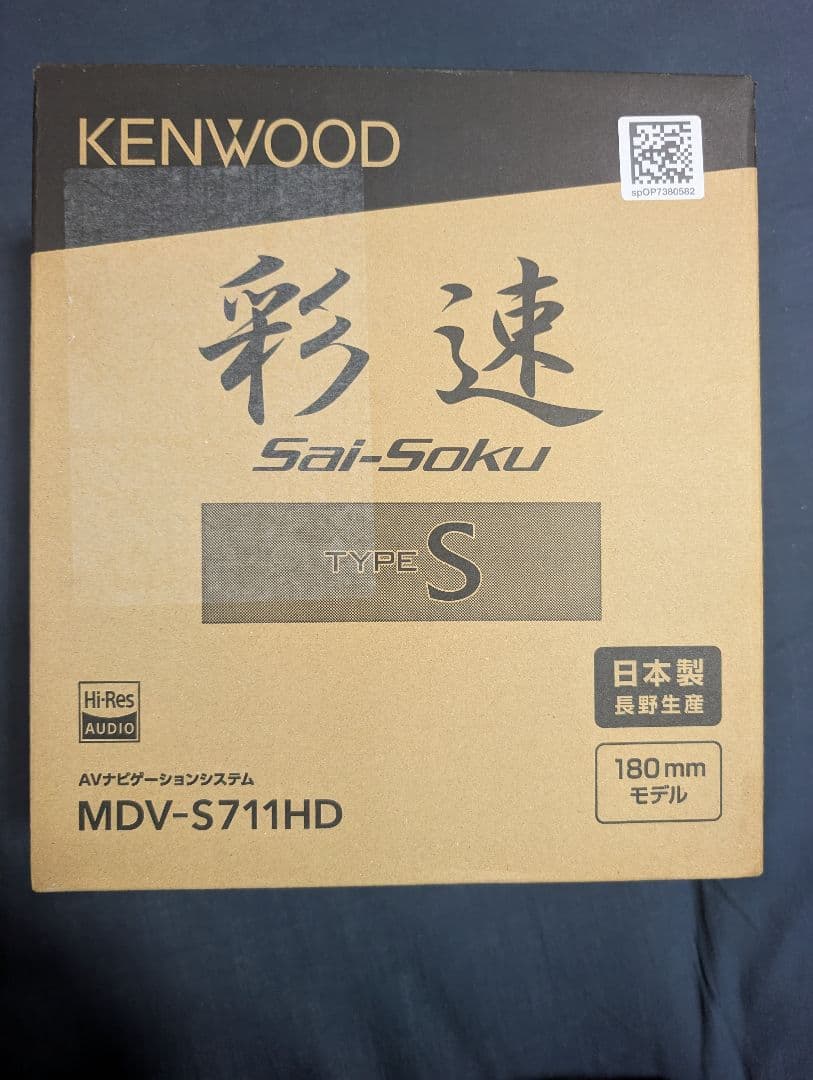 KENWOOD
spOP7380582
彩速
Sai-Soku
TYPE S
日本製
長野生産
Hi-Res
AUDIO
180mm
モデル
AVナビゲーションシステム
MDV-S711HD